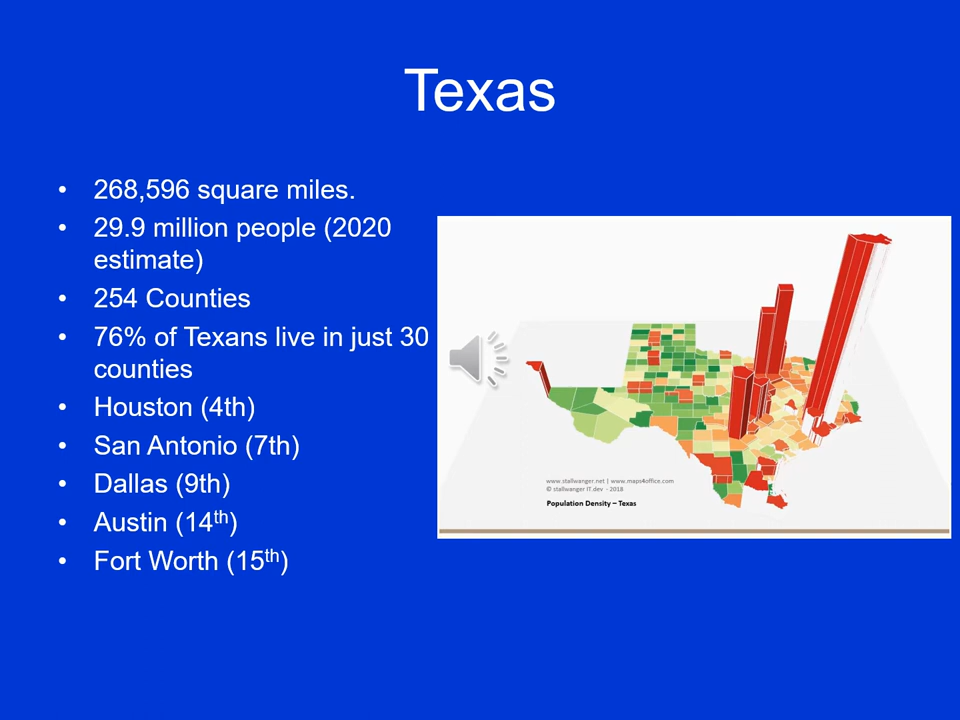 Texas
• 268,596 square miles.
• 29.9 million people (2020
estimate)
• 254 Counties
• 76% of Texans live in just 30
counties
• Houston (4th)
• San Antonio (7th)
• Dallas (9th)
• Austin (14th)
• Fort Worth (15th)
www.stallwanger.net | www.maps4office.com
© stallwanger IT.dev - 2018
Population Density – Texas